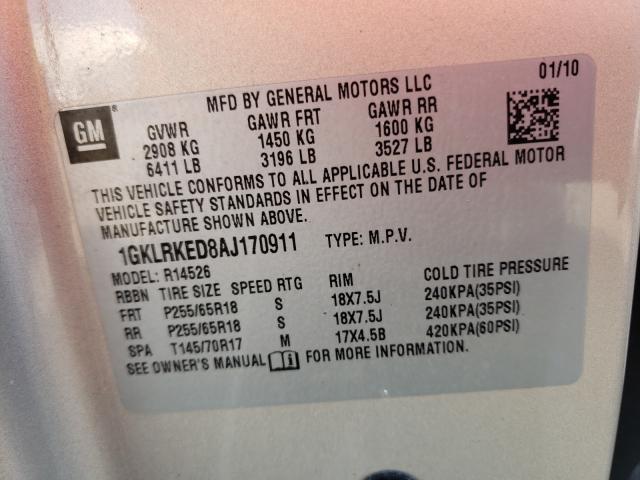 MFD BY GENERAL MOTORS LLC 01/10
GM
GVWR GAWR FRT GAWR RR
2908 KG 1450 KG 1600 KG
6411 LB 3196 LB 3527 LB
THIS VEHICLE CONFORMS TO ALL APPLICABLE U.S. FEDERAL MOTOR
VEHICLE SAFETY STANDARDS IN EFFECT ON THE DATE OF
MANUFACTURE SHOWN ABOVE.
1GKLRKED8AJ170911 TYPE: M.P.V.
MODEL: R14526
RBBN TIRE SIZE SPEED RTG RIM COLD TIRE PRESSURE
FRT P255/65R18 S 18X7.5J 240KPA(35PSI)
RR P255/65R18 S 18X7.5J 240KPA(35PSI)
SPA T145/70R17 M 17X4.5B 420KPA(60PSI)
SEE OWNER'S MANUAL FOR MORE INFORMATION.